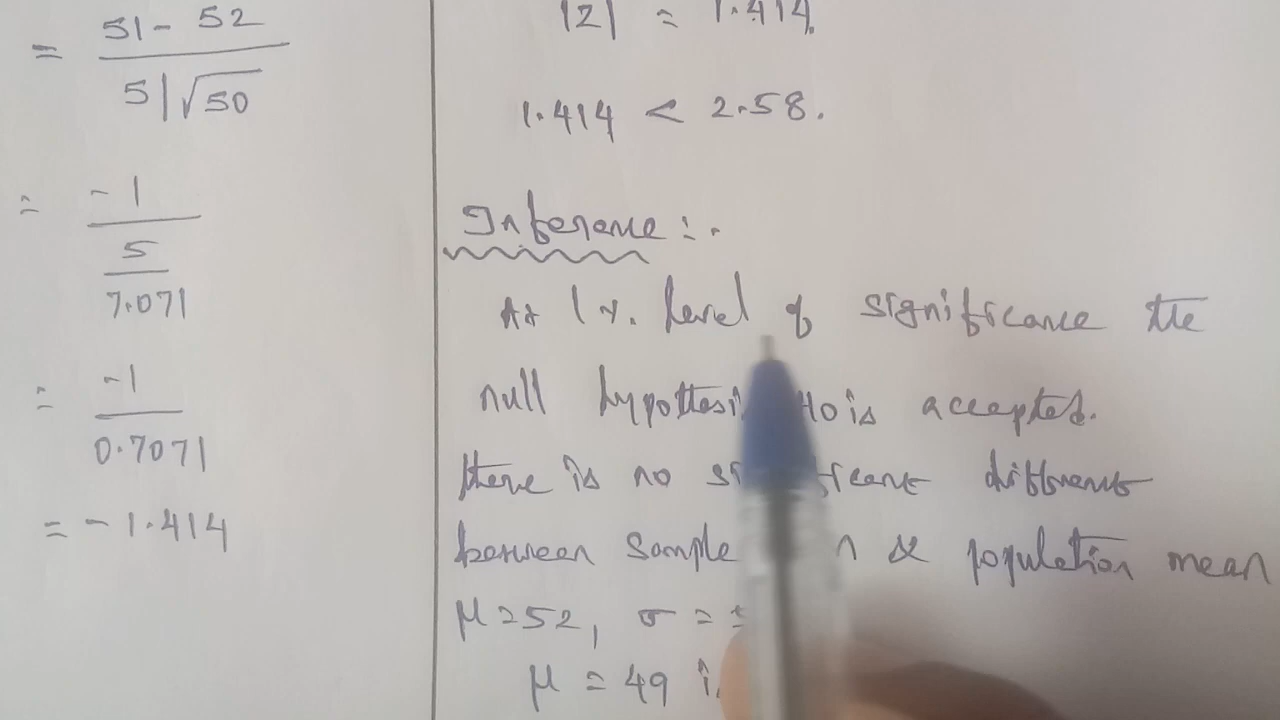 = 51 - 52
5|√50
= -1
5
7.071
= -1
0.7071
= - 1.414
|Z| = 1.414.
1.414 < 2.58.
Inference :-
At 1%. level of significance the
null hypothesis H0 is accepted.
there is no significant different
between sample & population mean
μ = 52, σ =
μ = 49